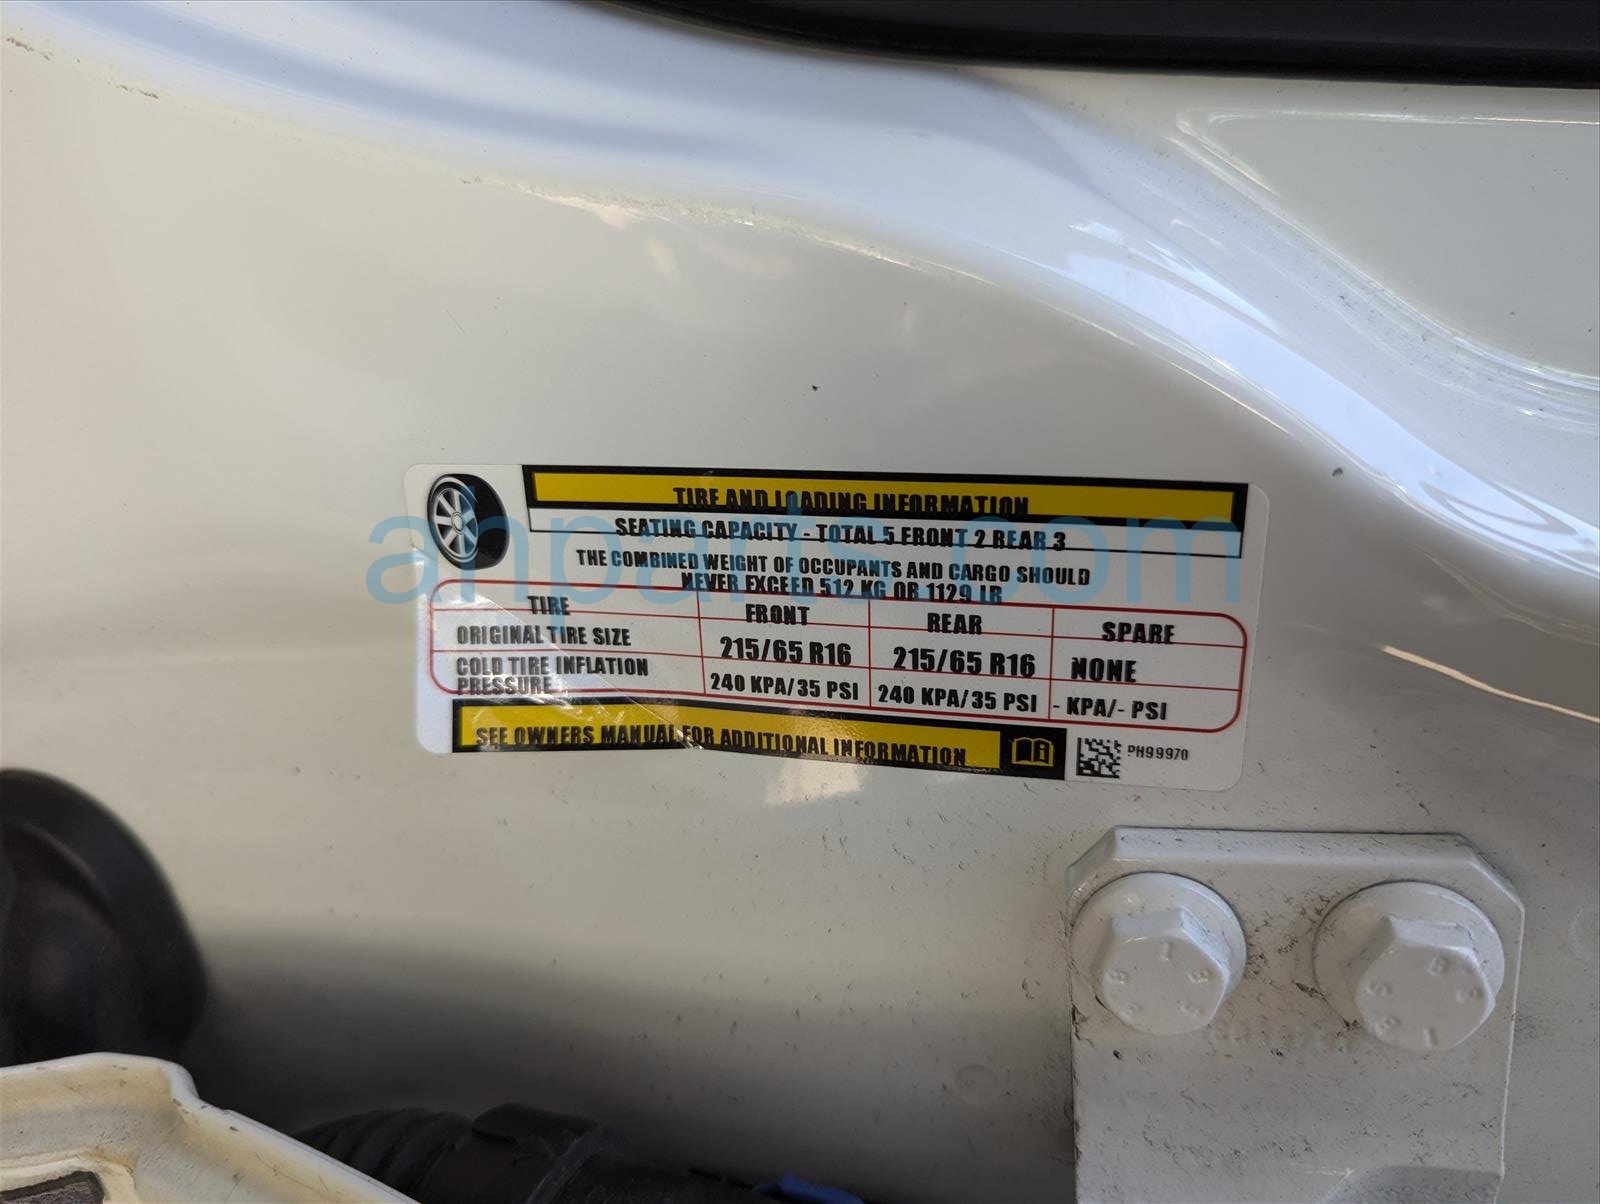 TIRE AND LOADING INFORMATION
SEATING CAPACITY - TOTAL 5 FRONT 2 REAR 3
THE COMBINED WEIGHT OF OCCUPANTS AND CARGO SHOULD
NEVER EXCEED 512 KG OR 1129 LB
TIRE FRONT REAR SPARE
ORIGINAL TIRE SIZE 215/65 R16 215/65 R16 NONE
COLD TIRE INFLATION
PRESSURE 240 KPA/35 PSI 240 KPA/35 PSI - KPA/- PSI
SEE OWNERS MANUAL FOR ADDITIONAL INFORMATION
PH99970
ahparts.com